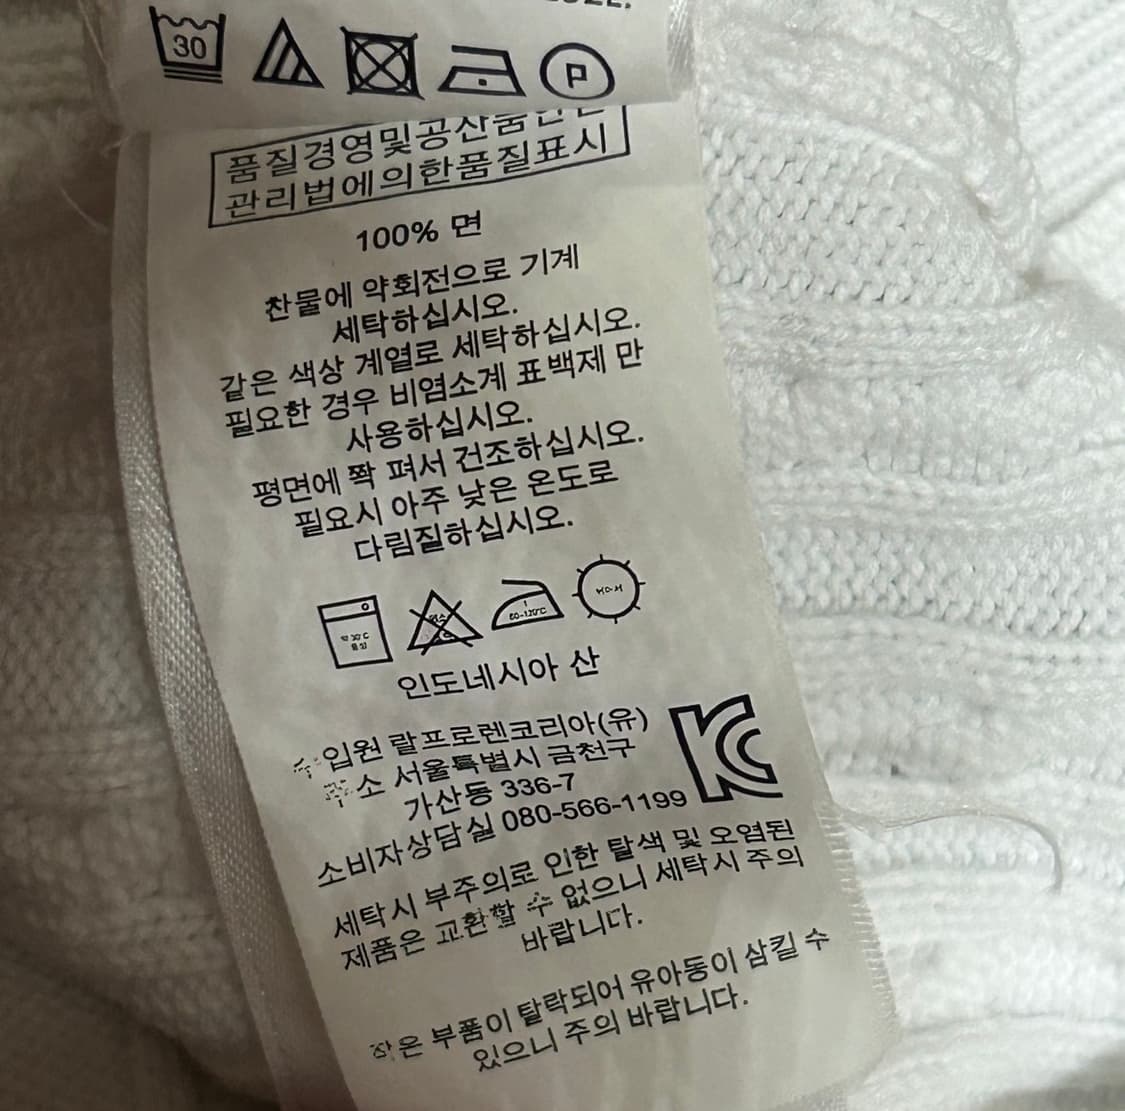 30
P
품질경영및공산품안전
관리법에의한품질표시
100% 면
찬물에 약회전으로 기계
세탁하십시오.
같은 색상 계열로 세탁하십시오.
필요한 경우 비염소계 표백제 만
사용하십시오.
평면에 쫙 펴서 건조하십시오.
필요시 아주 낮은 온도로
다림질하십시오.
80-120℃
인도네시아 산
수입원 랄프로렌코리아(유)
주소 서울특별시 금천구
가산동 336-7
소비자상담실 080-566-1199
KC
세탁시 부주의로 인한 탈색 및 오염된
제품은 교환할 수 없으니 세탁시 주의
바랍니다.
작은 부품이 탈락되어 유아동이 삼킬 수
있으니 주의 바랍니다.